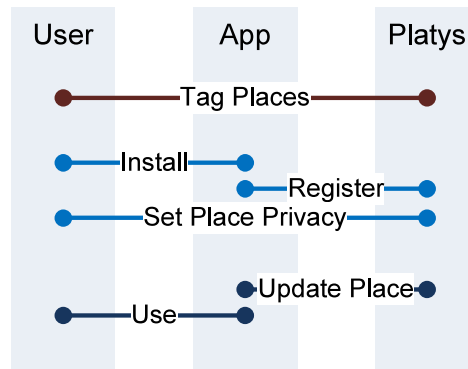 User App Platys
Tag Places
Install
Register
Set Place Privacy
Update Place
Use